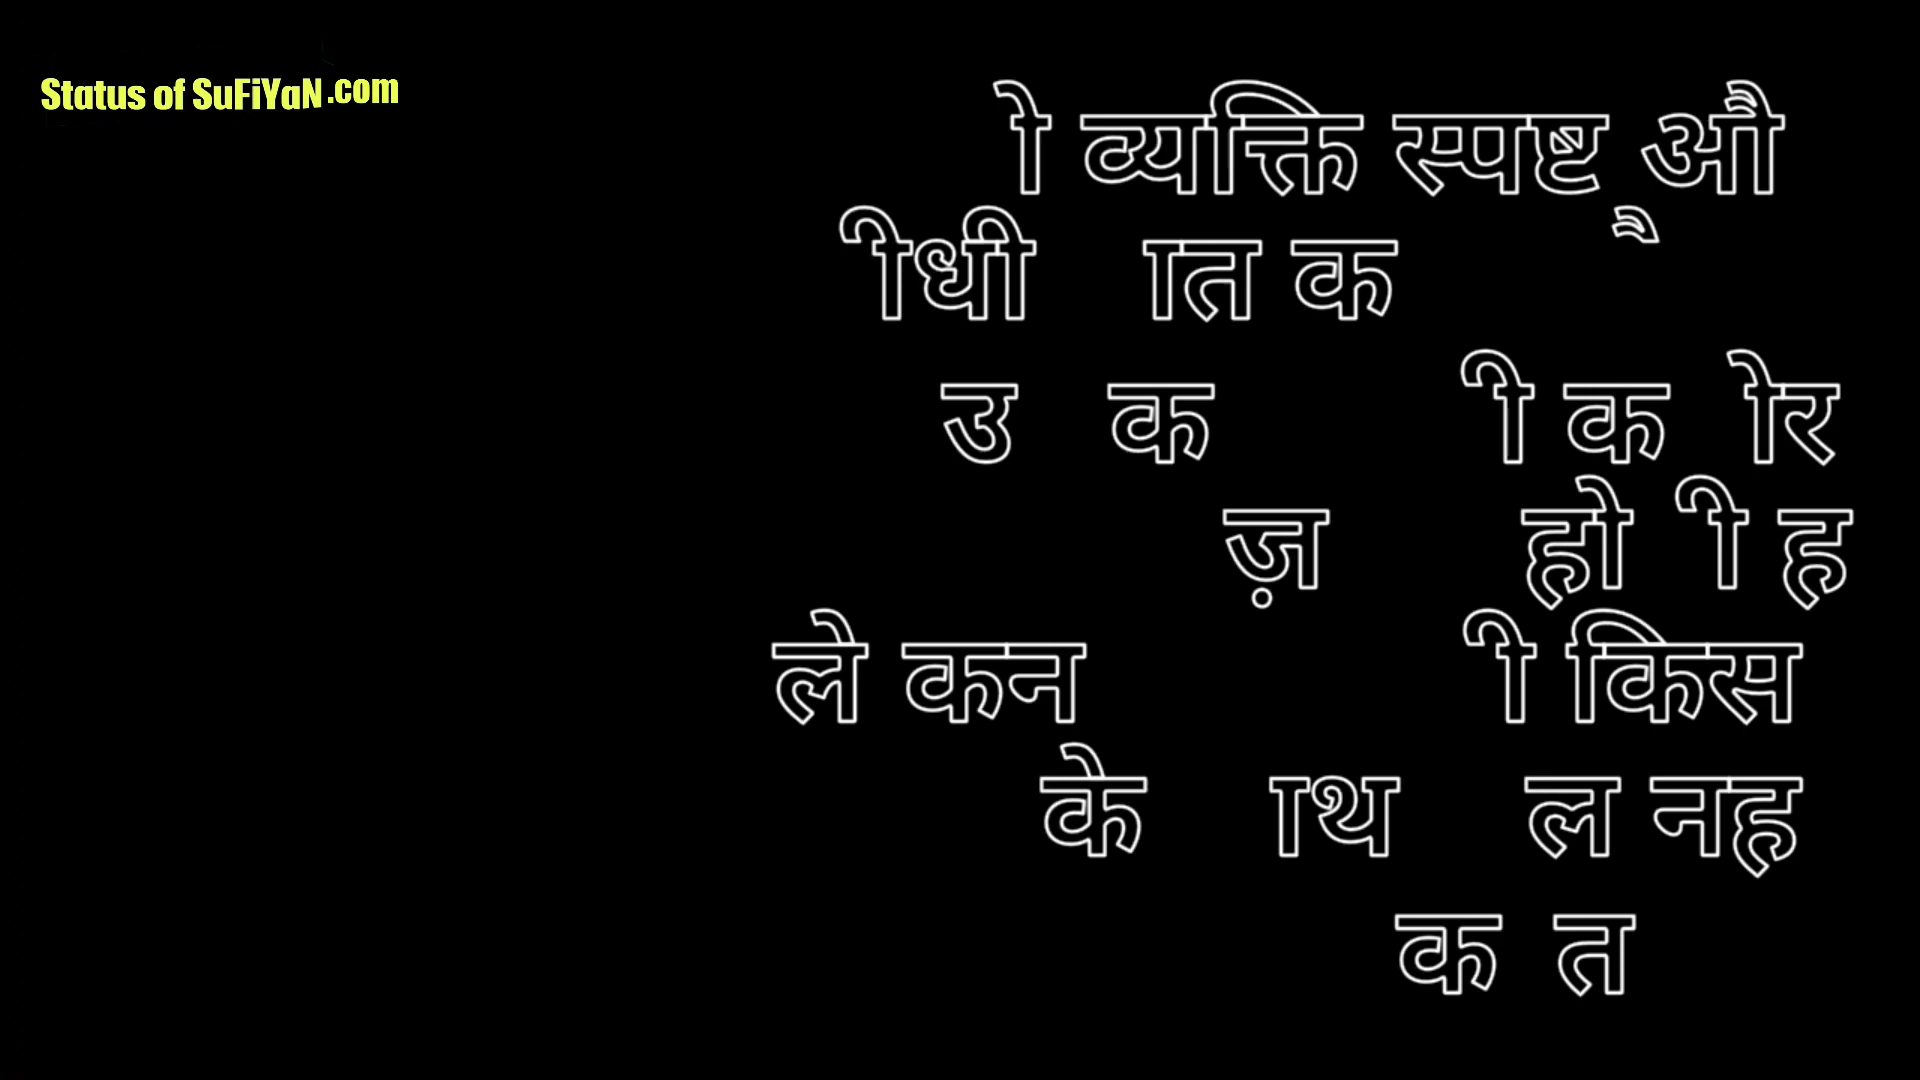 Status of SuFiYaN.com
ो व्यक्ति स्पष्ट औ
ीधी ात क ै
उ क ी क ोर
ज़ हो ी ह
ले कन ी किस
के ाथ ल नह
क त